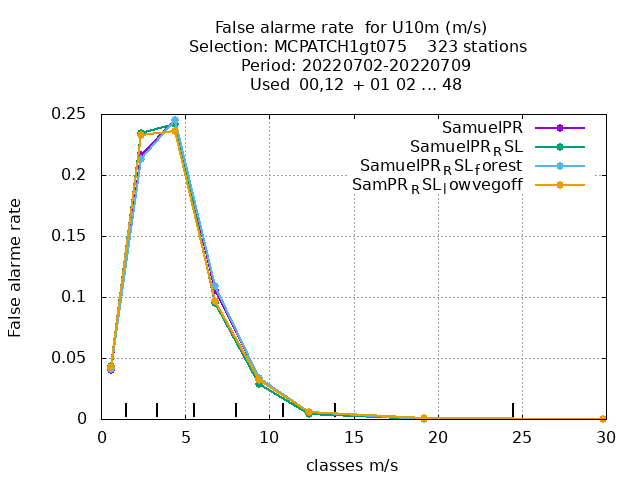 False alarme rate  for U10m (m/s)
Selection: MCPATCH1gt075    323 stations
Period: 20220702-20220709
Used  00,12  + 01 02 ... 48
0.25
0.2
0.15
0.1
0.05
0
False alarme rate
SamuelPR
SamuelPR_RSL
SamuelPR_RSL_forest
SamPR_RSL_lowvegoff
0 5 10 15 20 25 30
classes m/s